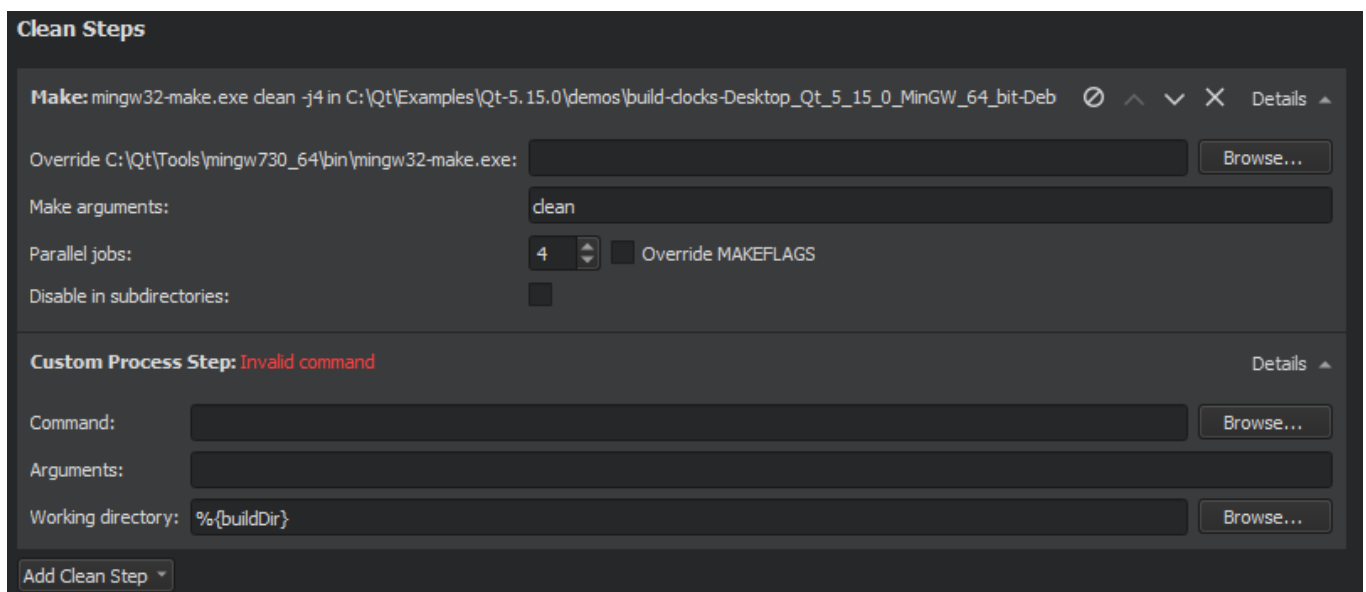 Clean Steps
Make: mingw32-make.exe clean -j4 in C:\Qt\Examples\Qt-5.15.0\demos\build-clocks-Desktop_Qt_5_15_0_MinGW_64_bit-Deb Details
Override C:\Qt\Tools\mingw730_64\bin\mingw32-make.exe: Browse...
Make arguments: clean
Parallel jobs: 4 Override MAKEFLAGS
Disable in subdirectories:
Custom Process Step: Invalid command Details
Command: Browse...
Arguments:
Working directory: %{buildDir} Browse...
Add Clean Step